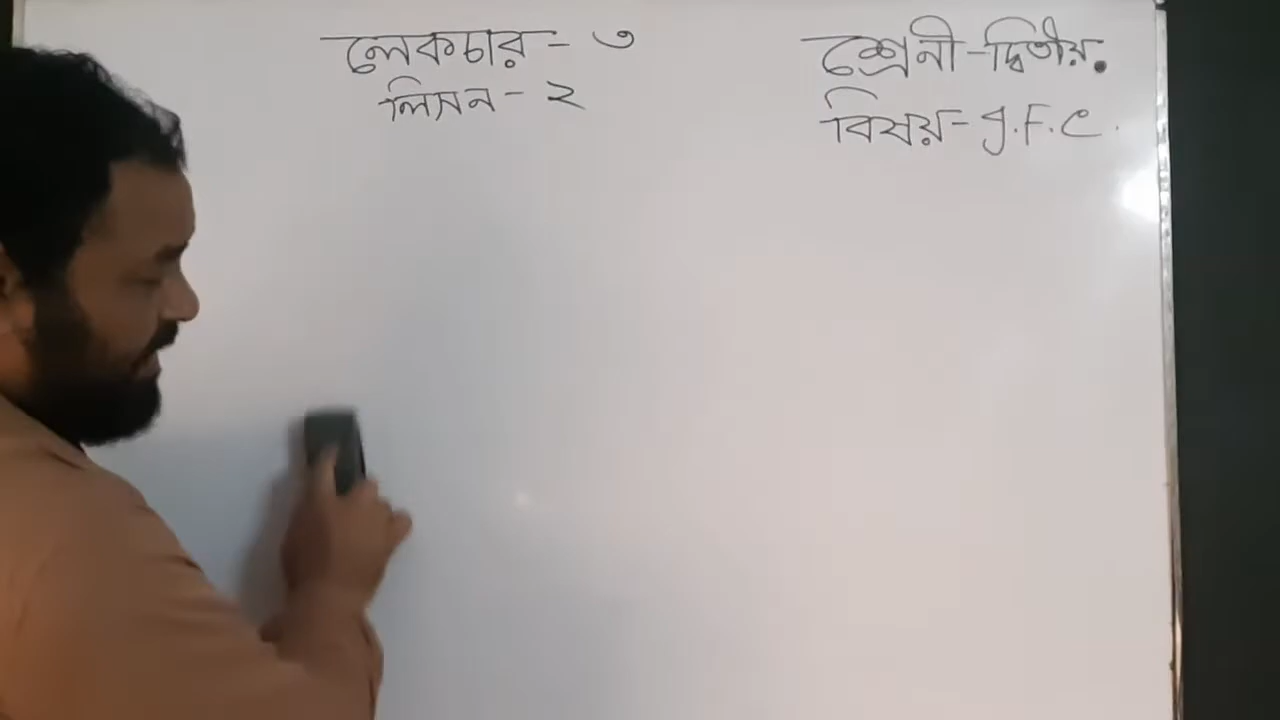 লেকচার - ৩
লিসন - ২
শ্রেনী - দ্বিতীয়.
বিষয় - g.F.C.